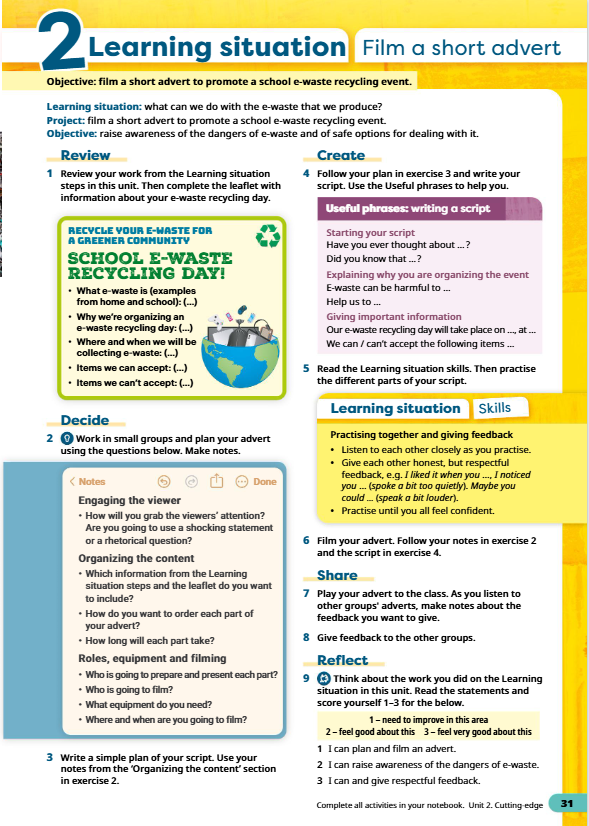 2 Learning situation Film a short advert
Objective: film a short advert to promote a school e-waste recycling event.
Learning situation: what can we do with the e-waste that we produce?
Project: film a short advert to promote a school e-waste recycling event.
Objective: raise awareness of the dangers of e-waste and of safe options for dealing with it.
Review
1 Review your work from the Learning situation
steps in this unit. Then complete the leaflet with
information about your e-waste recycling day.
RECYCLE YOUR E-WASTE FOR
A GREENER COMMUNITY
SCHOOL E-WASTE
RECYCLING DAY!
• What e-waste is (examples
from home and school): (...)
• Why we're organizing an
e-waste recycling day: (...)
• Where and when we will be
collecting e-waste: (...)
• Items we can accept: (...)
• Items we can't accept: (...)
Decide
2 Work in small groups and plan your advert
using the questions below. Make notes.
< Notes Done
Engaging the viewer
• How will you grab the viewers' attention?
Are you going to use a shocking statement
or a rhetorical question?
Organizing the content
• Which information from the Learning
situation steps and the leaflet do you want
to include?
• How do you want to order each part of
your advert?
• How long will each part take?
Roles, equipment and filming
• Who is going to prepare and present each part?
• Who is going to film?
• What equipment do you need?
• Where and when are you going to film?
3 Write a simple plan of your script. Use your
notes from the 'Organizing the content' section
in exercise 2.
Create
4 Follow your plan in exercise 3 and write your
script. Use the Useful phrases to help you.
Useful phrases: writing a script
Starting your script
Have you ever thought about ... ?
Did you know that ... ?
Explaining why you are organizing the event
E-waste can be harmful to ...
Help us to ...
Giving important information
Our e-waste recycling day will take place on ..., at ...
We can / can't accept the following items ...
5 Read the Learning situation skills. Then practise
the different parts of your script.
Learning situation Skills
Practising together and giving feedback
• Listen to each other closely as you practise.
• Give each other honest, but respectful
feedback, e.g. I liked it when you ..., I noticed
you ... (spoke a bit too quietly). Maybe you
could ... (speak a bit louder).
• Practise until you all feel confident.
6 Film your advert. Follow your notes in exercise 2
and the script in exercise 4.
Share
7 Play your advert to the class. As you listen to
other groups' adverts, make notes about the
feedback you want to give.
8 Give feedback to the other groups.
Reflect
9 Think about the work you did on the Learning
situation in this unit. Read the statements and
score yourself 1–3 for the below.
1 – need to improve in this area
2 – feel good about this 3 – feel very good about this
1 I can plan and film an advert.
2 I can raise awareness of the dangers of e-waste.
3 I can and give respectful feedback.
Complete all activities in your notebook. Unit 2. Cutting-edge 31